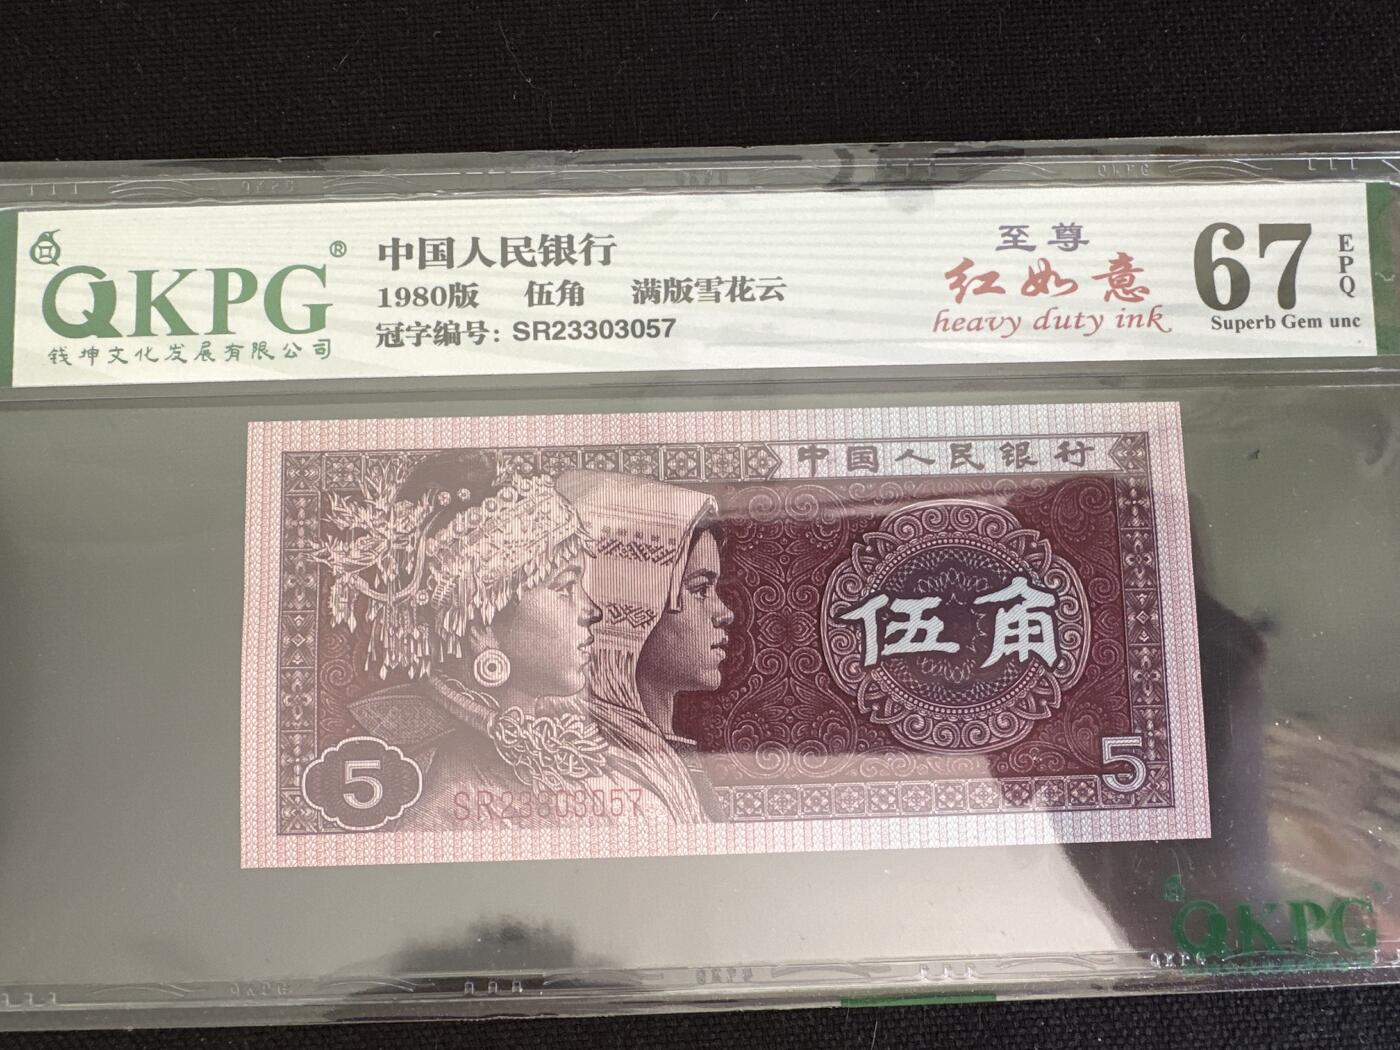 QKPG®
钱坤文化发展有限公司
中国人民银行
1980版 伍角 满版雪花云
冠字编号: SR23303057
至尊
红如意
heavy duty ink
67
EPQ
Superb Gem unc
中国人民银行
伍角
5
5
SR23303057
QKPG